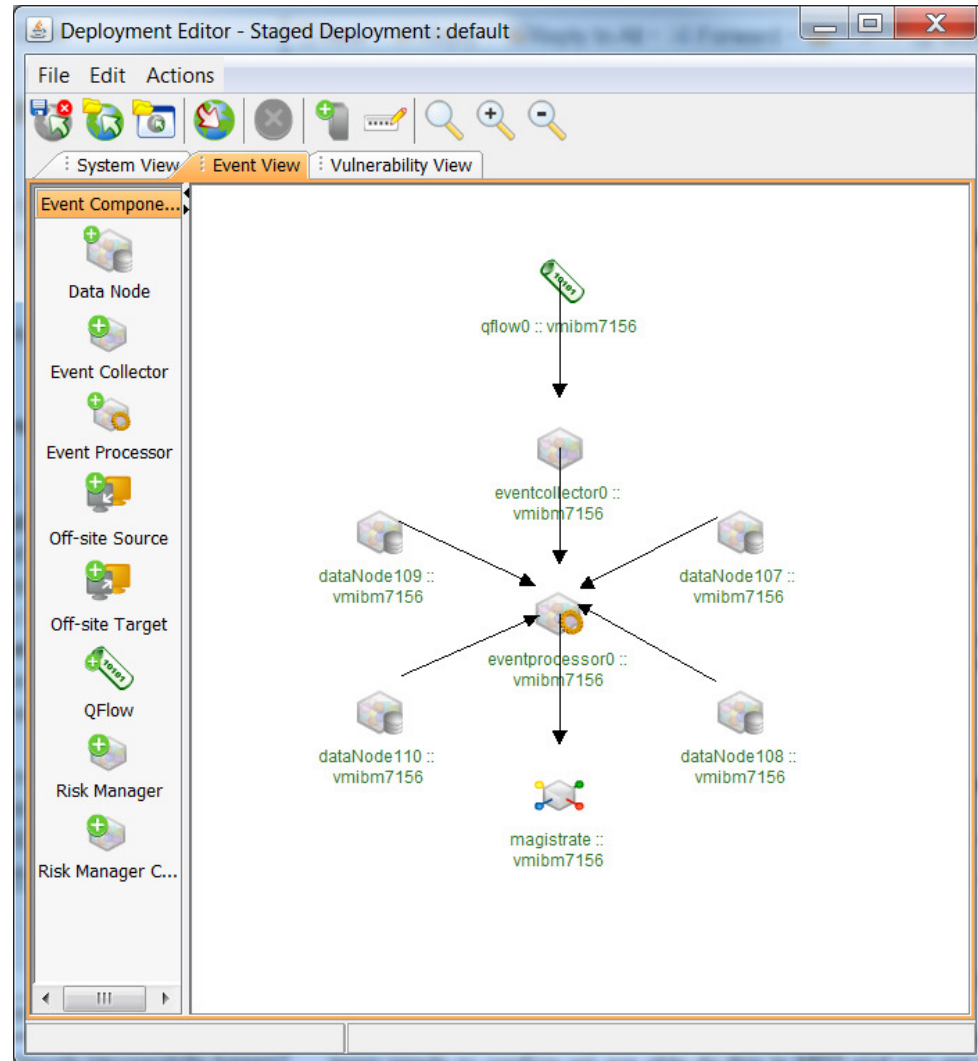 Deployment Editor - Staged Deployment : default
File Edit Actions
System View Event View Vulnerability View
Event Compone...
Data Node
Event Collector
Event Processor
Off-site Source
Off-site Target
QFlow
Risk Manager
Risk Manager C...
10101
qflow0 :: vmibm7156
eventcollector0 ::
vmibm7156
dataNode109 ::
vmibm7156
dataNode107 ::
vmibm7156
eventprocessor0 ::
vmibm7156
dataNode110 ::
vmibm7156
dataNode108 ::
vmibm7156
magistrate ::
vmibm7156